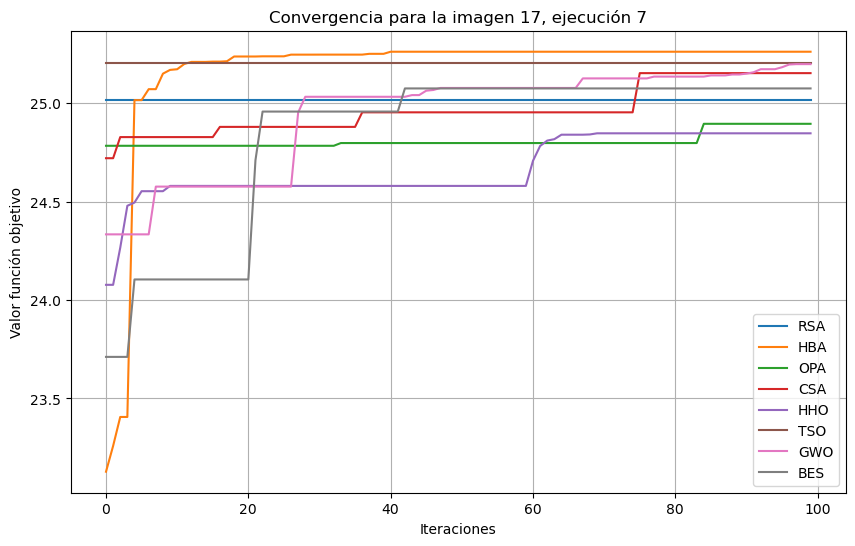 Convergencia para la imagen 17, ejecución 7
Valor función objetivo
25.0
24.5
24.0
23.5
0 20 40 60 80 100
Iteraciones
RSA
HBA
OPA
CSA
HHO
TSO
GWO
BES